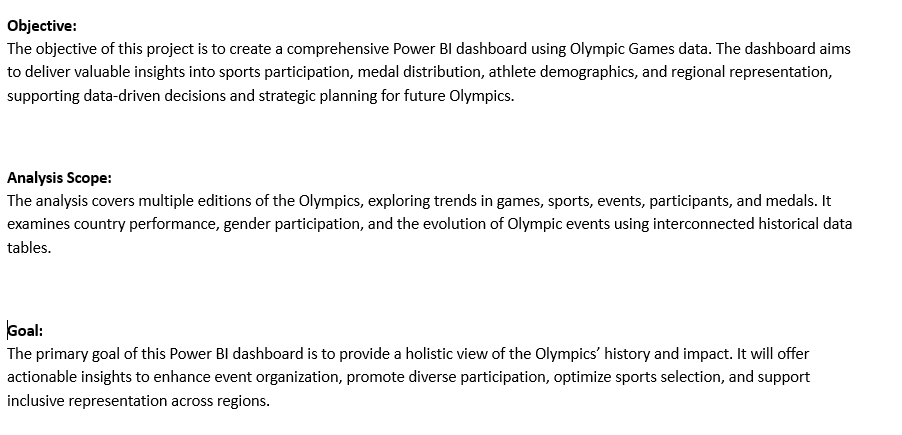 Objective:
The objective of this project is to create a comprehensive Power BI dashboard using Olympic Games data. The dashboard aims
to deliver valuable insights into sports participation, medal distribution, athlete demographics, and regional representation,
supporting data-driven decisions and strategic planning for future Olympics.
Analysis Scope:
The analysis covers multiple editions of the Olympics, exploring trends in games, sports, events, participants, and medals. It
examines country performance, gender participation, and the evolution of Olympic events using interconnected historical data
tables.
Goal:
The primary goal of this Power BI dashboard is to provide a holistic view of the Olympics’ history and impact. It will offer
actionable insights to enhance event organization, promote diverse participation, optimize sports selection, and support
inclusive representation across regions.